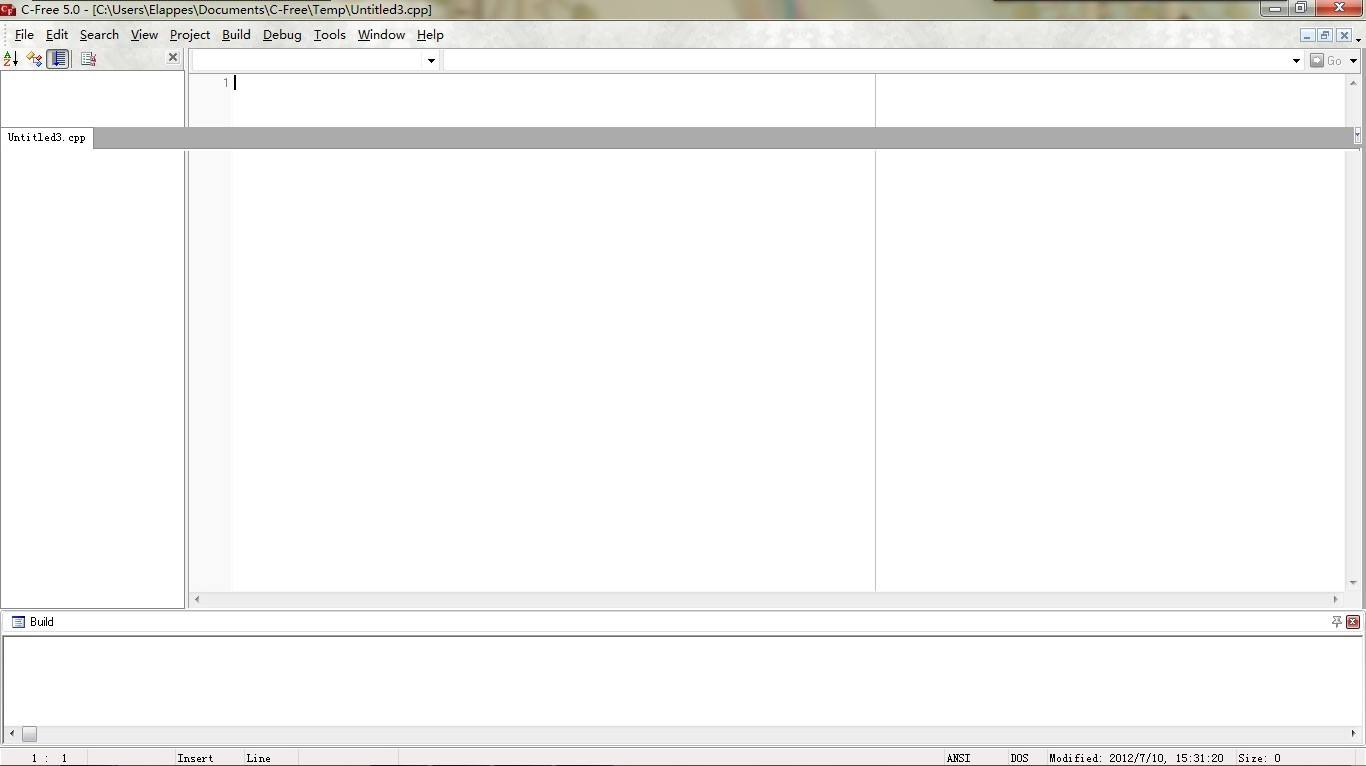 C-Free 5.0 - [C:\Users\Elappes\Documents\C-Free\Temp\Untitled3.cpp]
File Edit Search View Project Build Debug Tools Window Help
Go
1
Untitled3.cpp
Build
1 : 1 Insert Line ANSI DOS Modified: 2012/7/10, 15:31:20 Size: 0